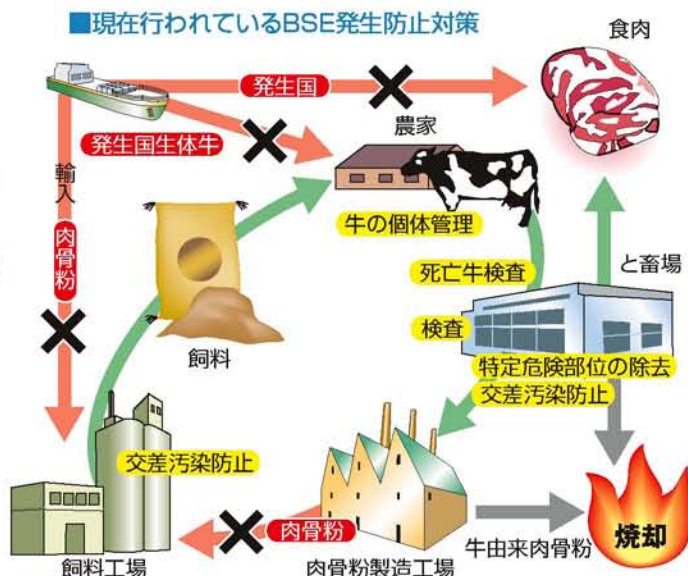 ■現在行われているBSE発生防止対策
食肉
発生国
農家
発生国生体牛
輸入
肉骨粉
牛の個体管理
死亡牛検査
と畜場
検査
飼料
特定危険部位の除去
交差汚染防止
交差汚染防止
肉骨粉
牛由来肉骨粉
焼却
飼料工場
肉骨粉製造工場